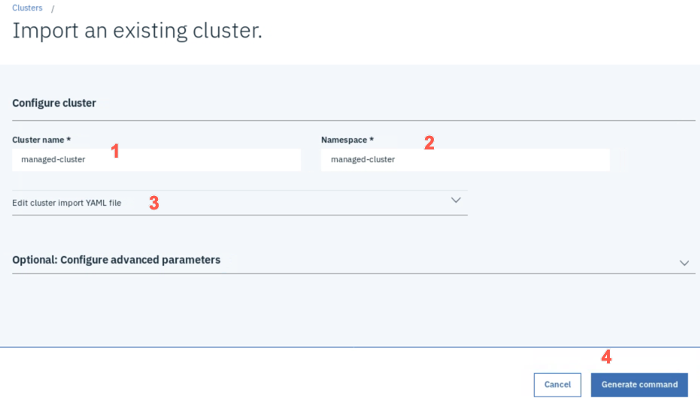 Clusters /
Import an existing cluster.
Configure cluster
Cluster name * 1 Namespace * 2
managed-cluster managed-cluster
Edit cluster import YAML file 3
Optional: Configure advanced parameters
4
Cancel Generate command